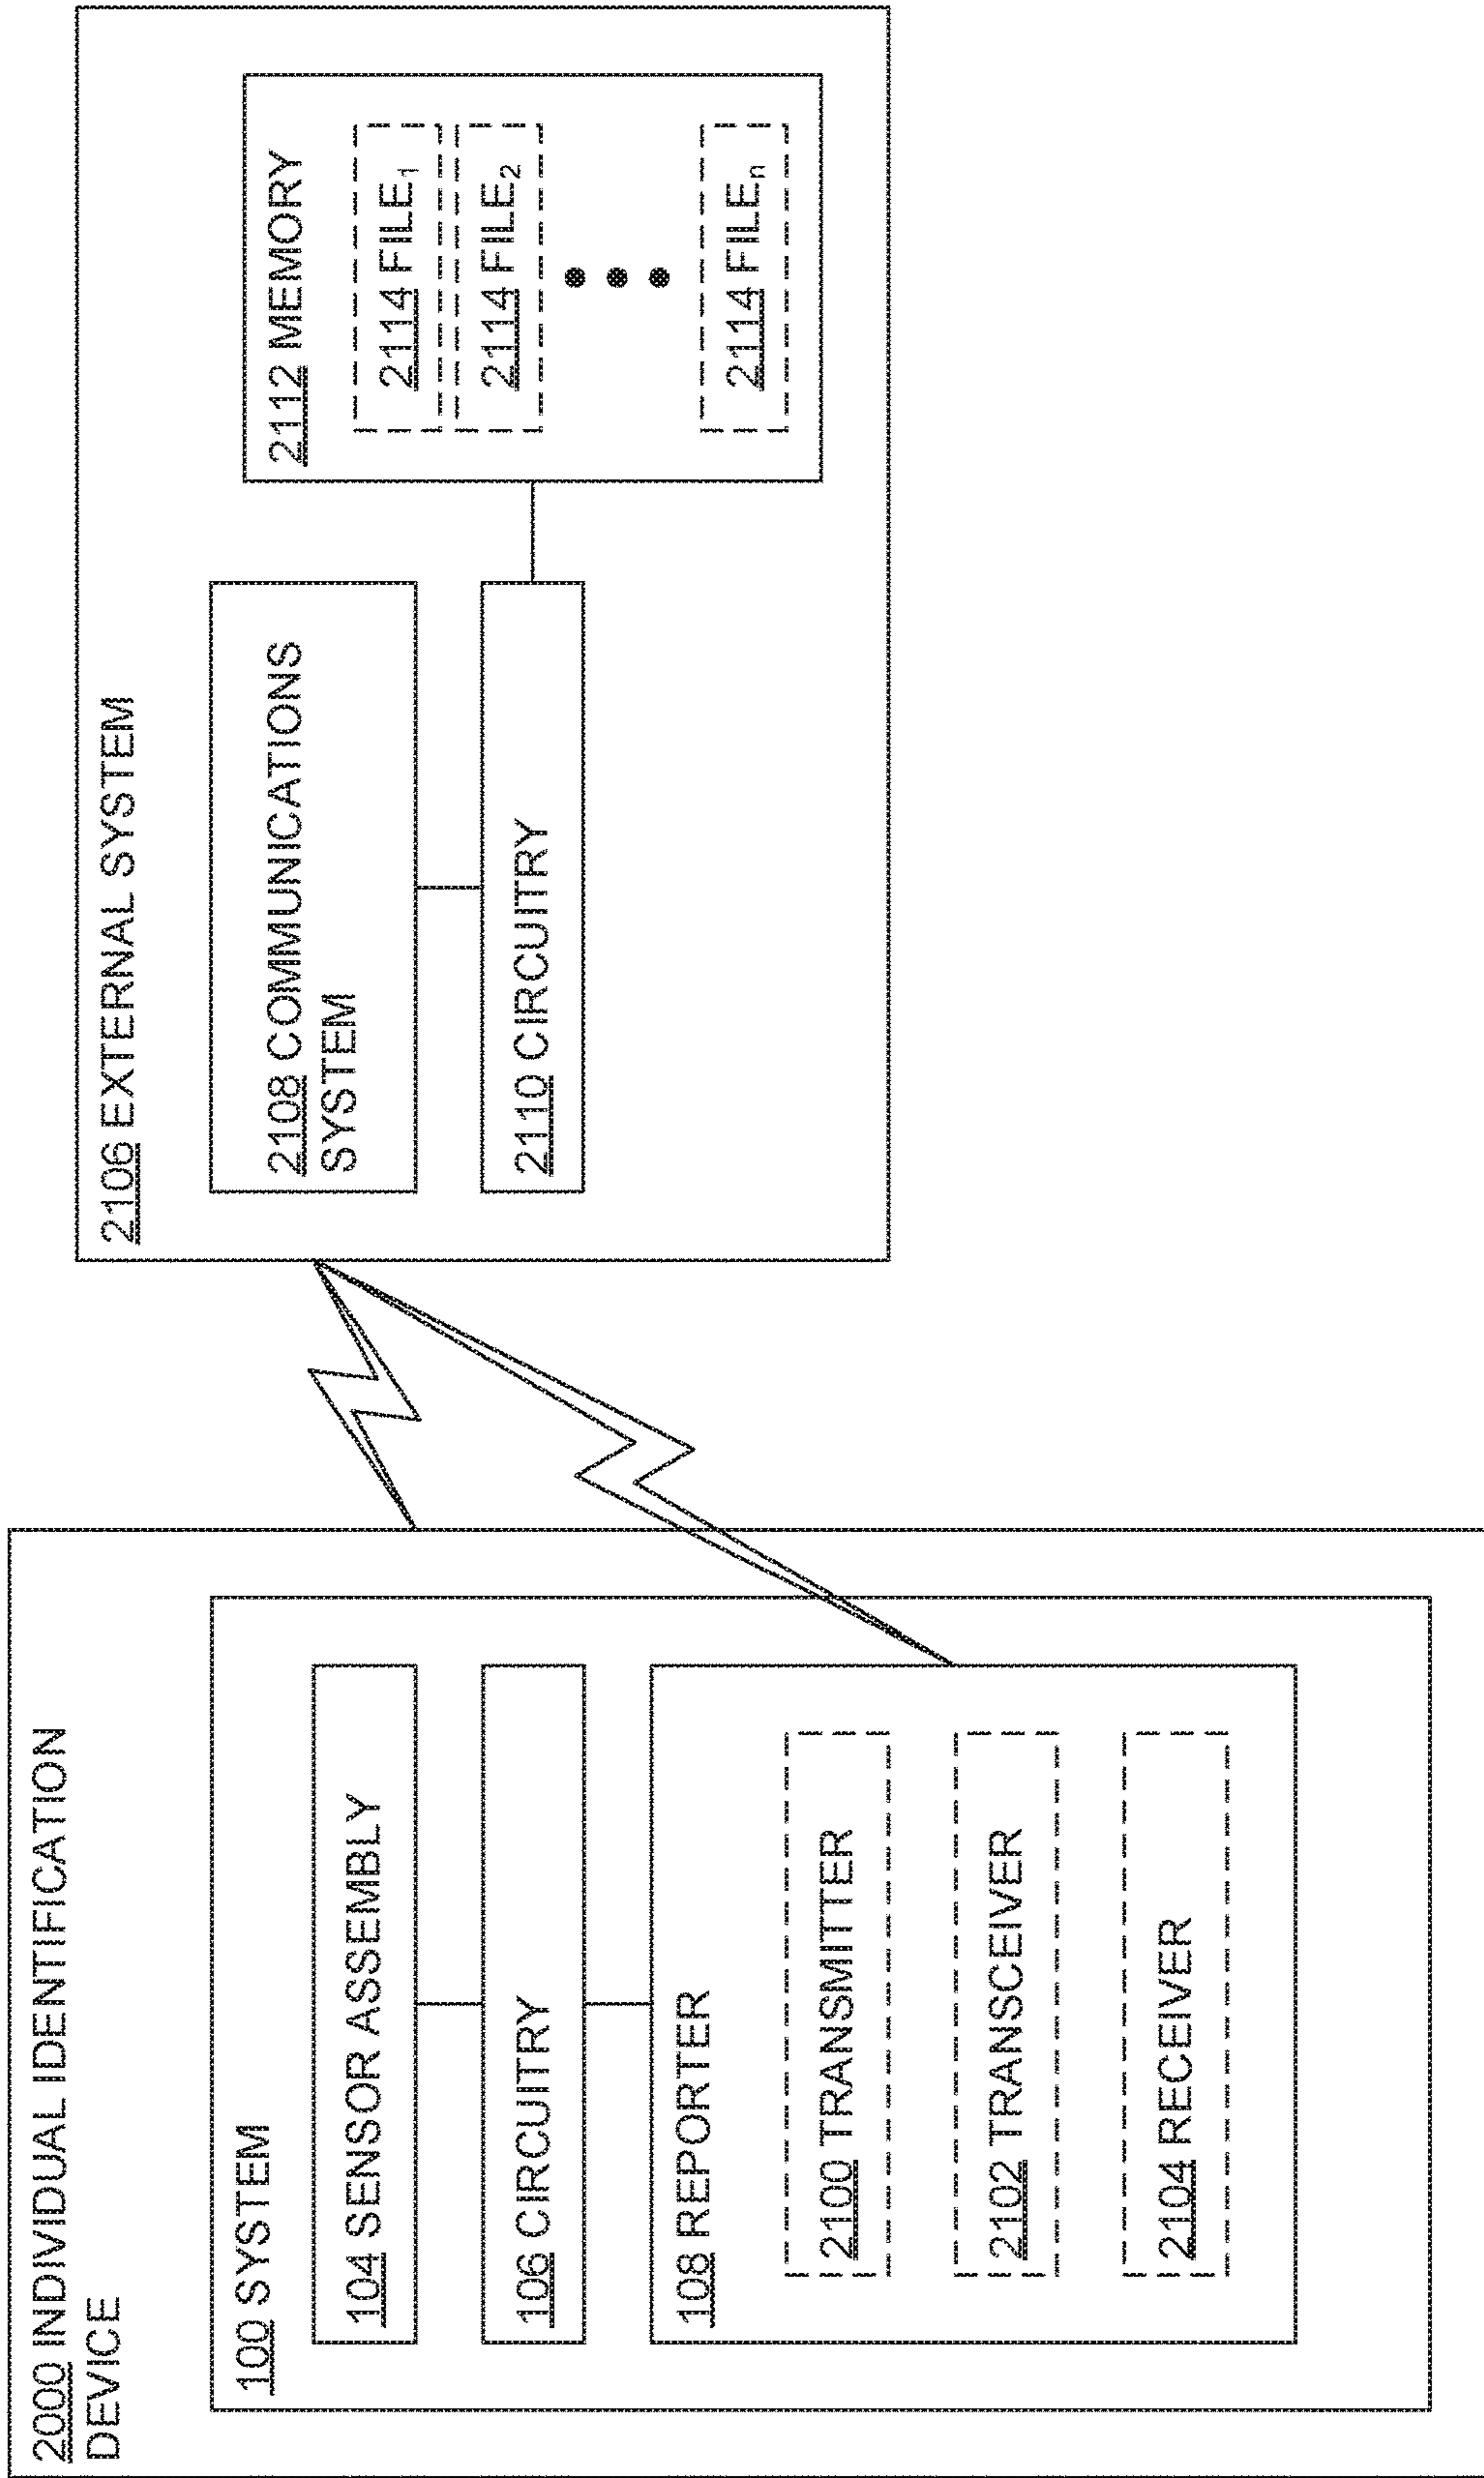 2000 INDIVIDUAL IDENTIFICATION
DEVICE
100 SYSTEM
104 SENSOR ASSEMBLY
106 CIRCUITRY
108 REPORTER
2100 TRANSMITTER
2102 TRANSCEIVER
2104 RECEIVER
2106 EXTERNAL SYSTEM
2108 COMMUNICATIONS
SYSTEM
2110 CIRCUITRY
2112 MEMORY
2114 FILE1
2114 FILE2
2114 FILEn